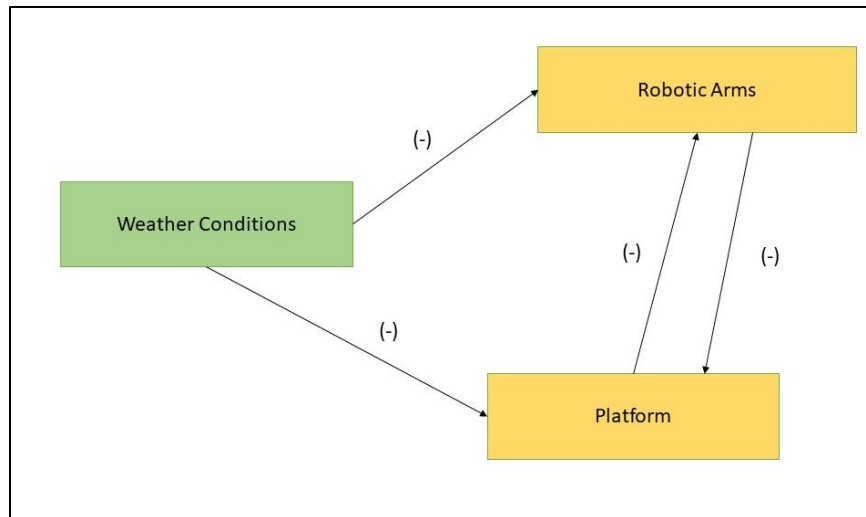 Robotic Arms
(-)
Weather Conditions
(-)
(-)
(-)
Platform